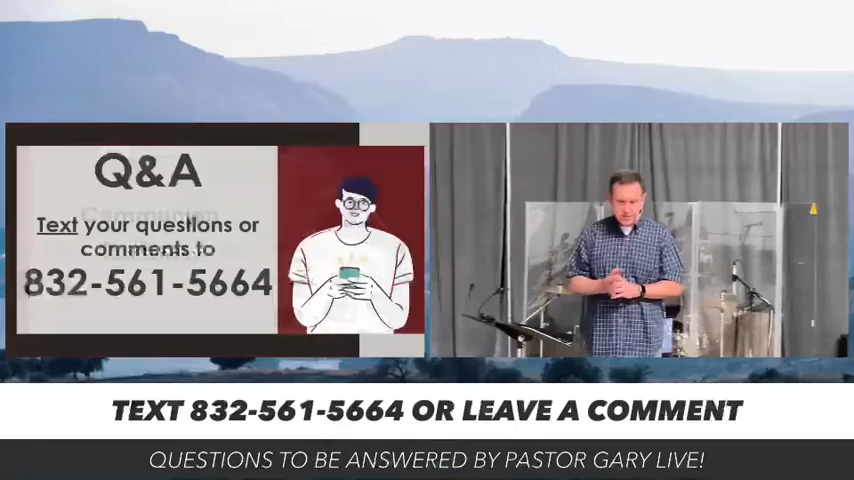 Q&A
Communion
Text your questions or
comments to
832-561-5664
TEXT 832-561-5664 OR LEAVE A COMMENT
QUESTIONS TO BE ANSWERED BY PASTOR GARY LIVE!